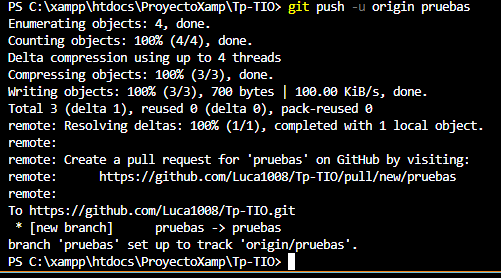 PS C:\xampp\htdocs\ProyectoXamp\Tp-TIO> git push -u origin pruebas
Enumerating objects: 4, done.
Counting objects: 100% (4/4), done.
Delta compression using up to 4 threads
Compressing objects: 100% (3/3), done.
Writing objects: 100% (3/3), 700 bytes | 100.00 KiB/s, done.
Total 3 (delta 1), reused 0 (delta 0), pack-reused 0
remote: Resolving deltas: 100% (1/1), completed with 1 local object.
remote:
remote: Create a pull request for 'pruebas' on GitHub by visiting:
remote:      https://github.com/Luca1008/Tp-TIO/pull/new/pruebas
remote:
To https://github.com/Luca1008/Tp-TIO.git
 * [new branch]      pruebas -> pruebas
branch 'pruebas' set up to track 'origin/pruebas'.
PS C:\xampp\htdocs\ProyectoXamp\Tp-TIO>